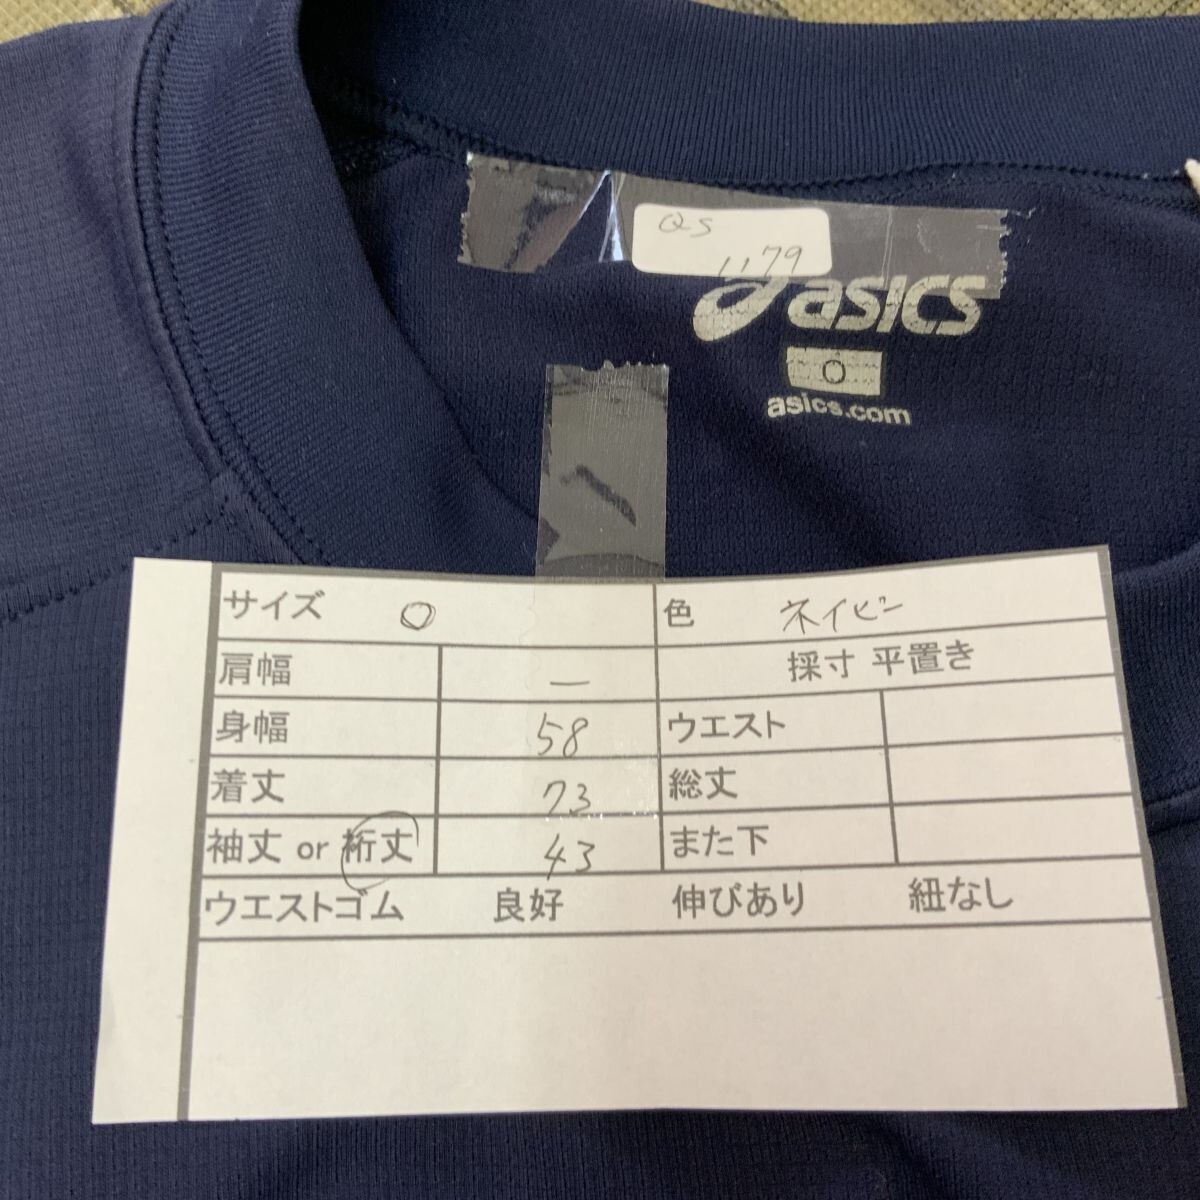 QS
1179
asics
O
asics.com
サイズ O 色 ネイビー
肩幅 — 採寸 平置き
身幅 58 ウエスト
着丈 73 総丈
袖丈 or 裄丈 43 また下
ウエストゴム 良好 伸びあり 紐なし